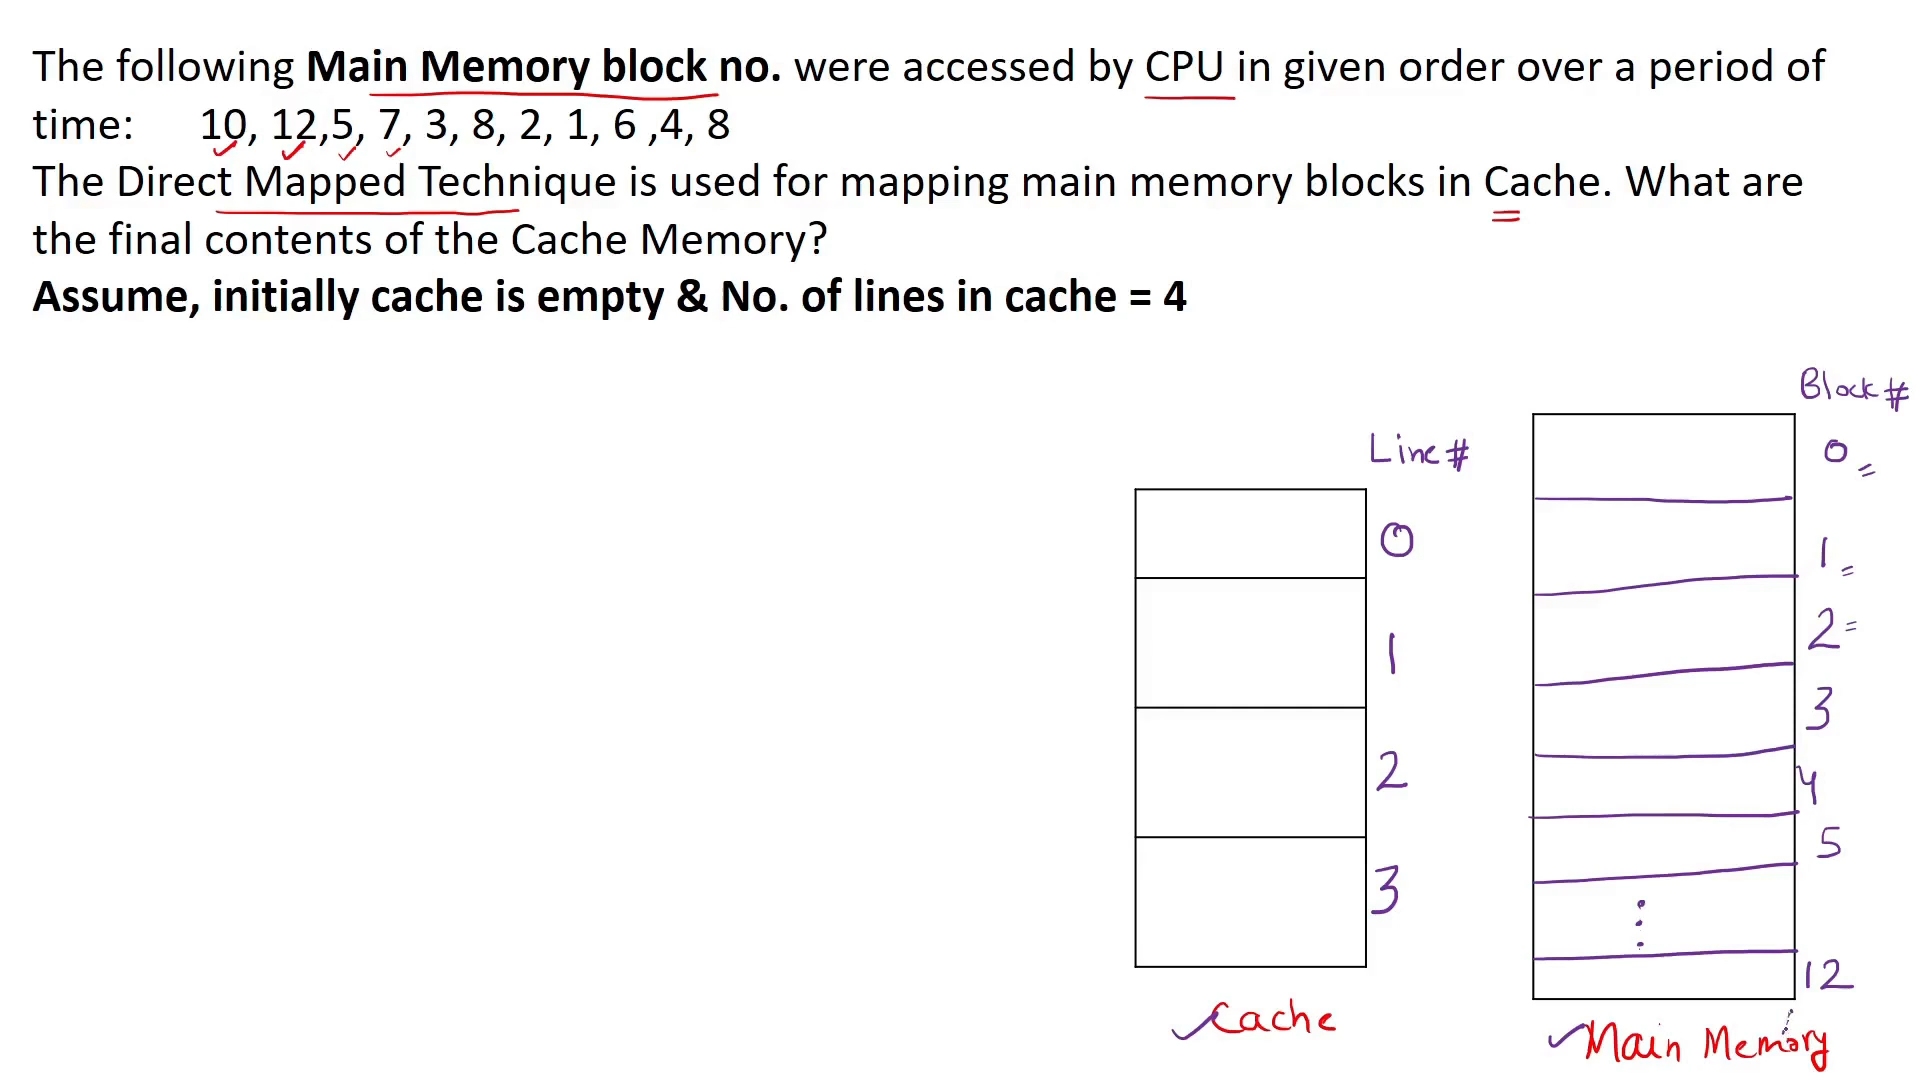 The following Main Memory block no. were accessed by CPU in given order over a period of
time: 10, 12,5, 7, 3, 8, 2, 1, 6 ,4, 8
The Direct Mapped Technique is used for mapping main memory blocks in Cache. What are
the final contents of the Cache Memory?
Assume, initially cache is empty & No. of lines in cache = 4
Line#
0
1
2
3
Cache
Block#
0
1
2
3
4
5
12
Main Memory